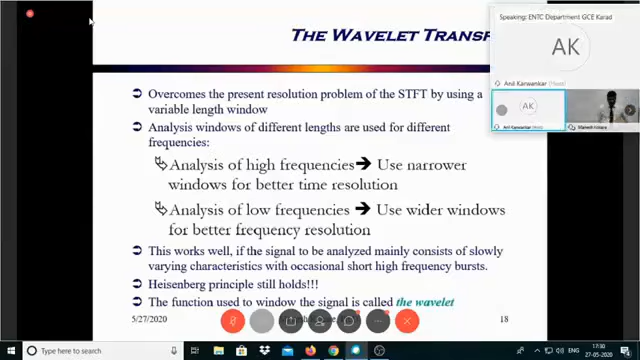 Speaking: ENTC Department GCE Karad
THE WAVELET TRANSF
AK
Anil Karwankar (Host)
AK
Anil Karwankar (Host)
➲ Overcomes the present resolution problem of the STFT by using a
variable length window
➲ Analysis windows of different lengths are used for different
frequencies:
Analysis of high frequencies➔ Use narrower
windows for better time resolution
Analysis of low frequencies ➔ Use wider windows
for better frequency resolution
➲ This works well, if the signal to be analyzed mainly consists of slowly
varying characteristics with occasional short high frequency bursts.
➲ Heisenberg principle still holds!!!
➲ The function used to window the signal is called the wavelet
5/27/2020
18
Type here to search
ENG
17:30
27-05-2020